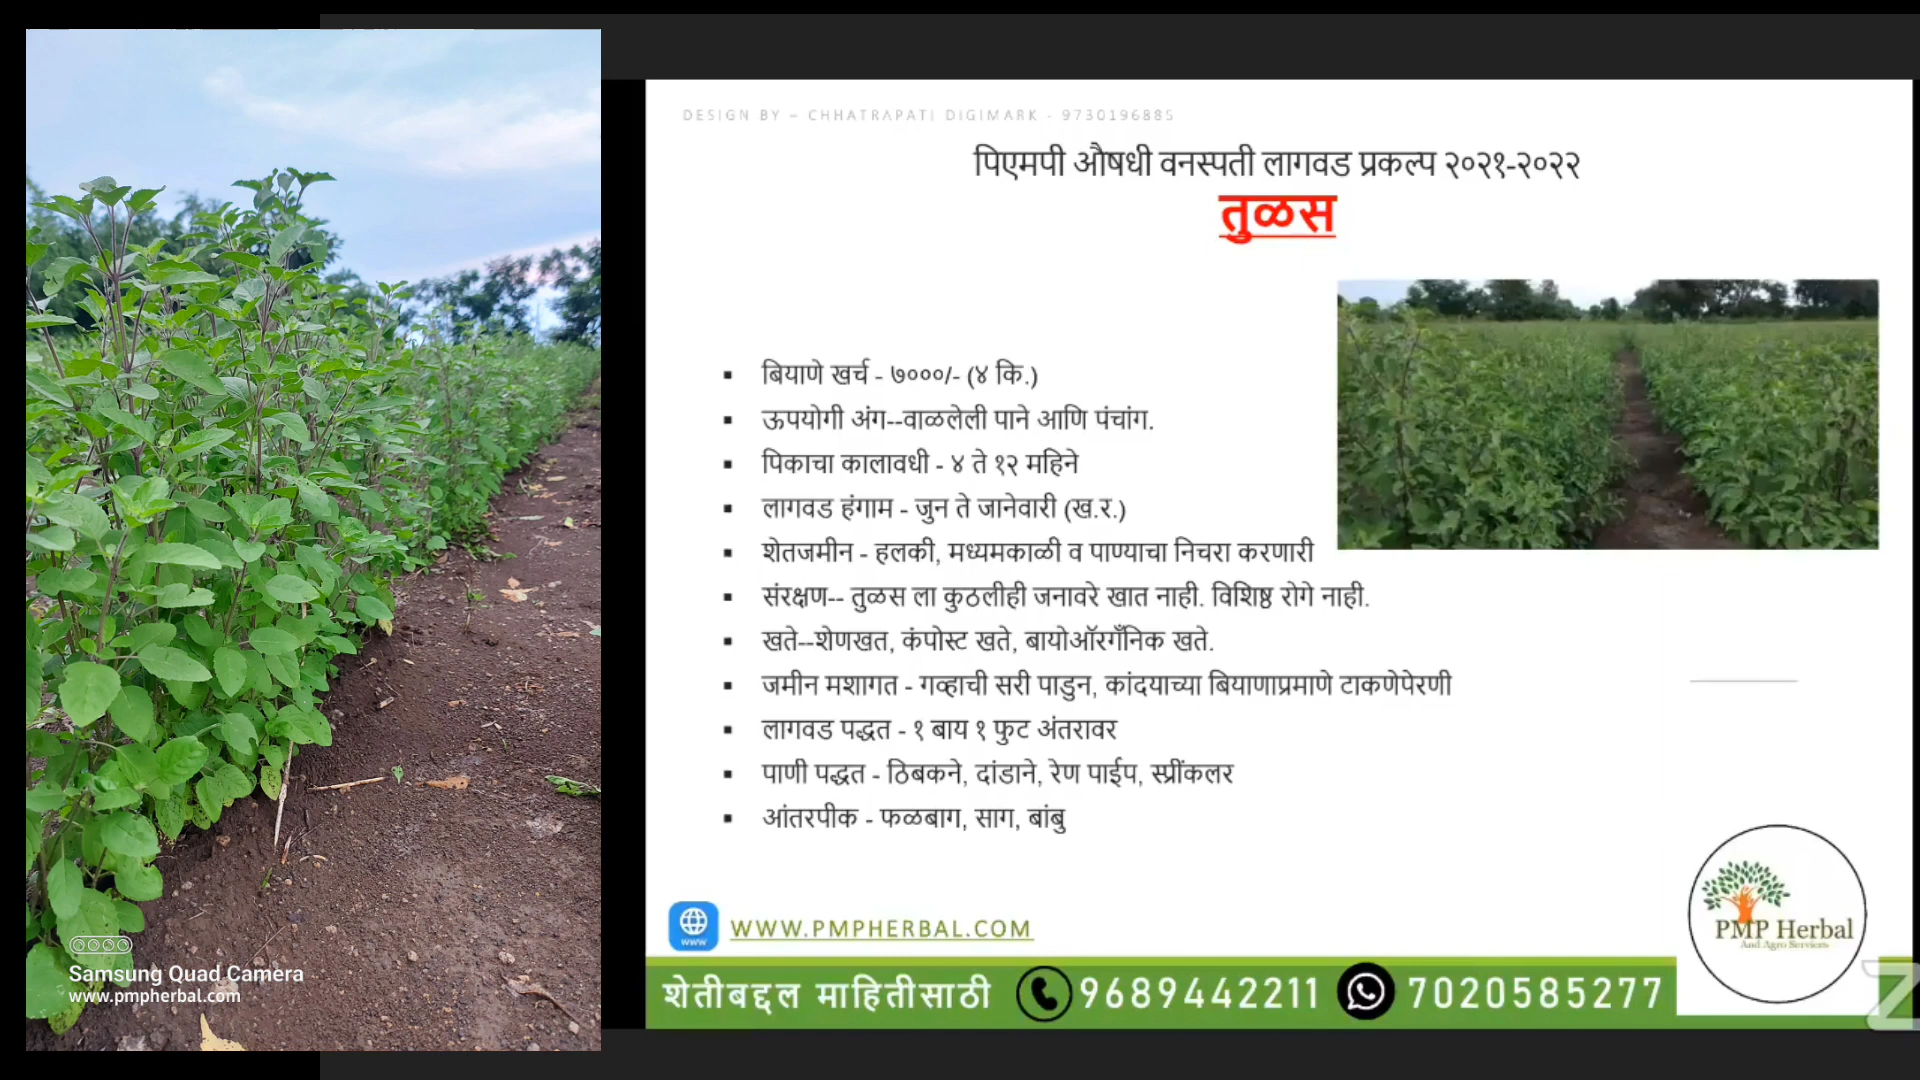 DESIGN BY – CHHATRAPATI DIGIMARK - 9730196885
पिएमपी औषधी वनस्पती लागवड प्रकल्प २०२१-२०२२
तुळस
▪ बियाणे खर्च - ७०००/- (४ कि.)
▪ ऊपयोगी अंग--वाळलेली पाने आणि पंचांग.
▪ पिकाचा कालावधी - ४ ते १२ महिने
▪ लागवड हंगाम - जुन ते जानेवारी (ख.र.)
▪ शेतजमीन - हलकी, मध्यमकाळी व पाण्याचा निचरा करणारी
▪ संरक्षण-- तुळस ला कुठलीही जनावरे खात नाही. विशिष्ठ रोगे नाही.
▪ खते--शेणखत, कंपोस्ट खते, बायोऑरगॅंनिक खते.
▪ जमीन मशागत - गव्हाची सरी पाडुन, कांदयाच्या बियाणाप्रमाणे टाकणेपेरणी
▪ लागवड पद्धत - १ बाय १ फुट अंतरावर
▪ पाणी पद्धत - ठिबकने, दांडाने, रेण पाईप, स्प्रींकलर
▪ आंतरपीक - फळबाग, साग, बांबु
www
WWW.PMPHERBAL.COM
PMP Herbal
And Agro Services
शेतीबद्दल माहितीसाठी 9689442211 7020585277
Samsung Quad Camera
www.pmpherbal.com